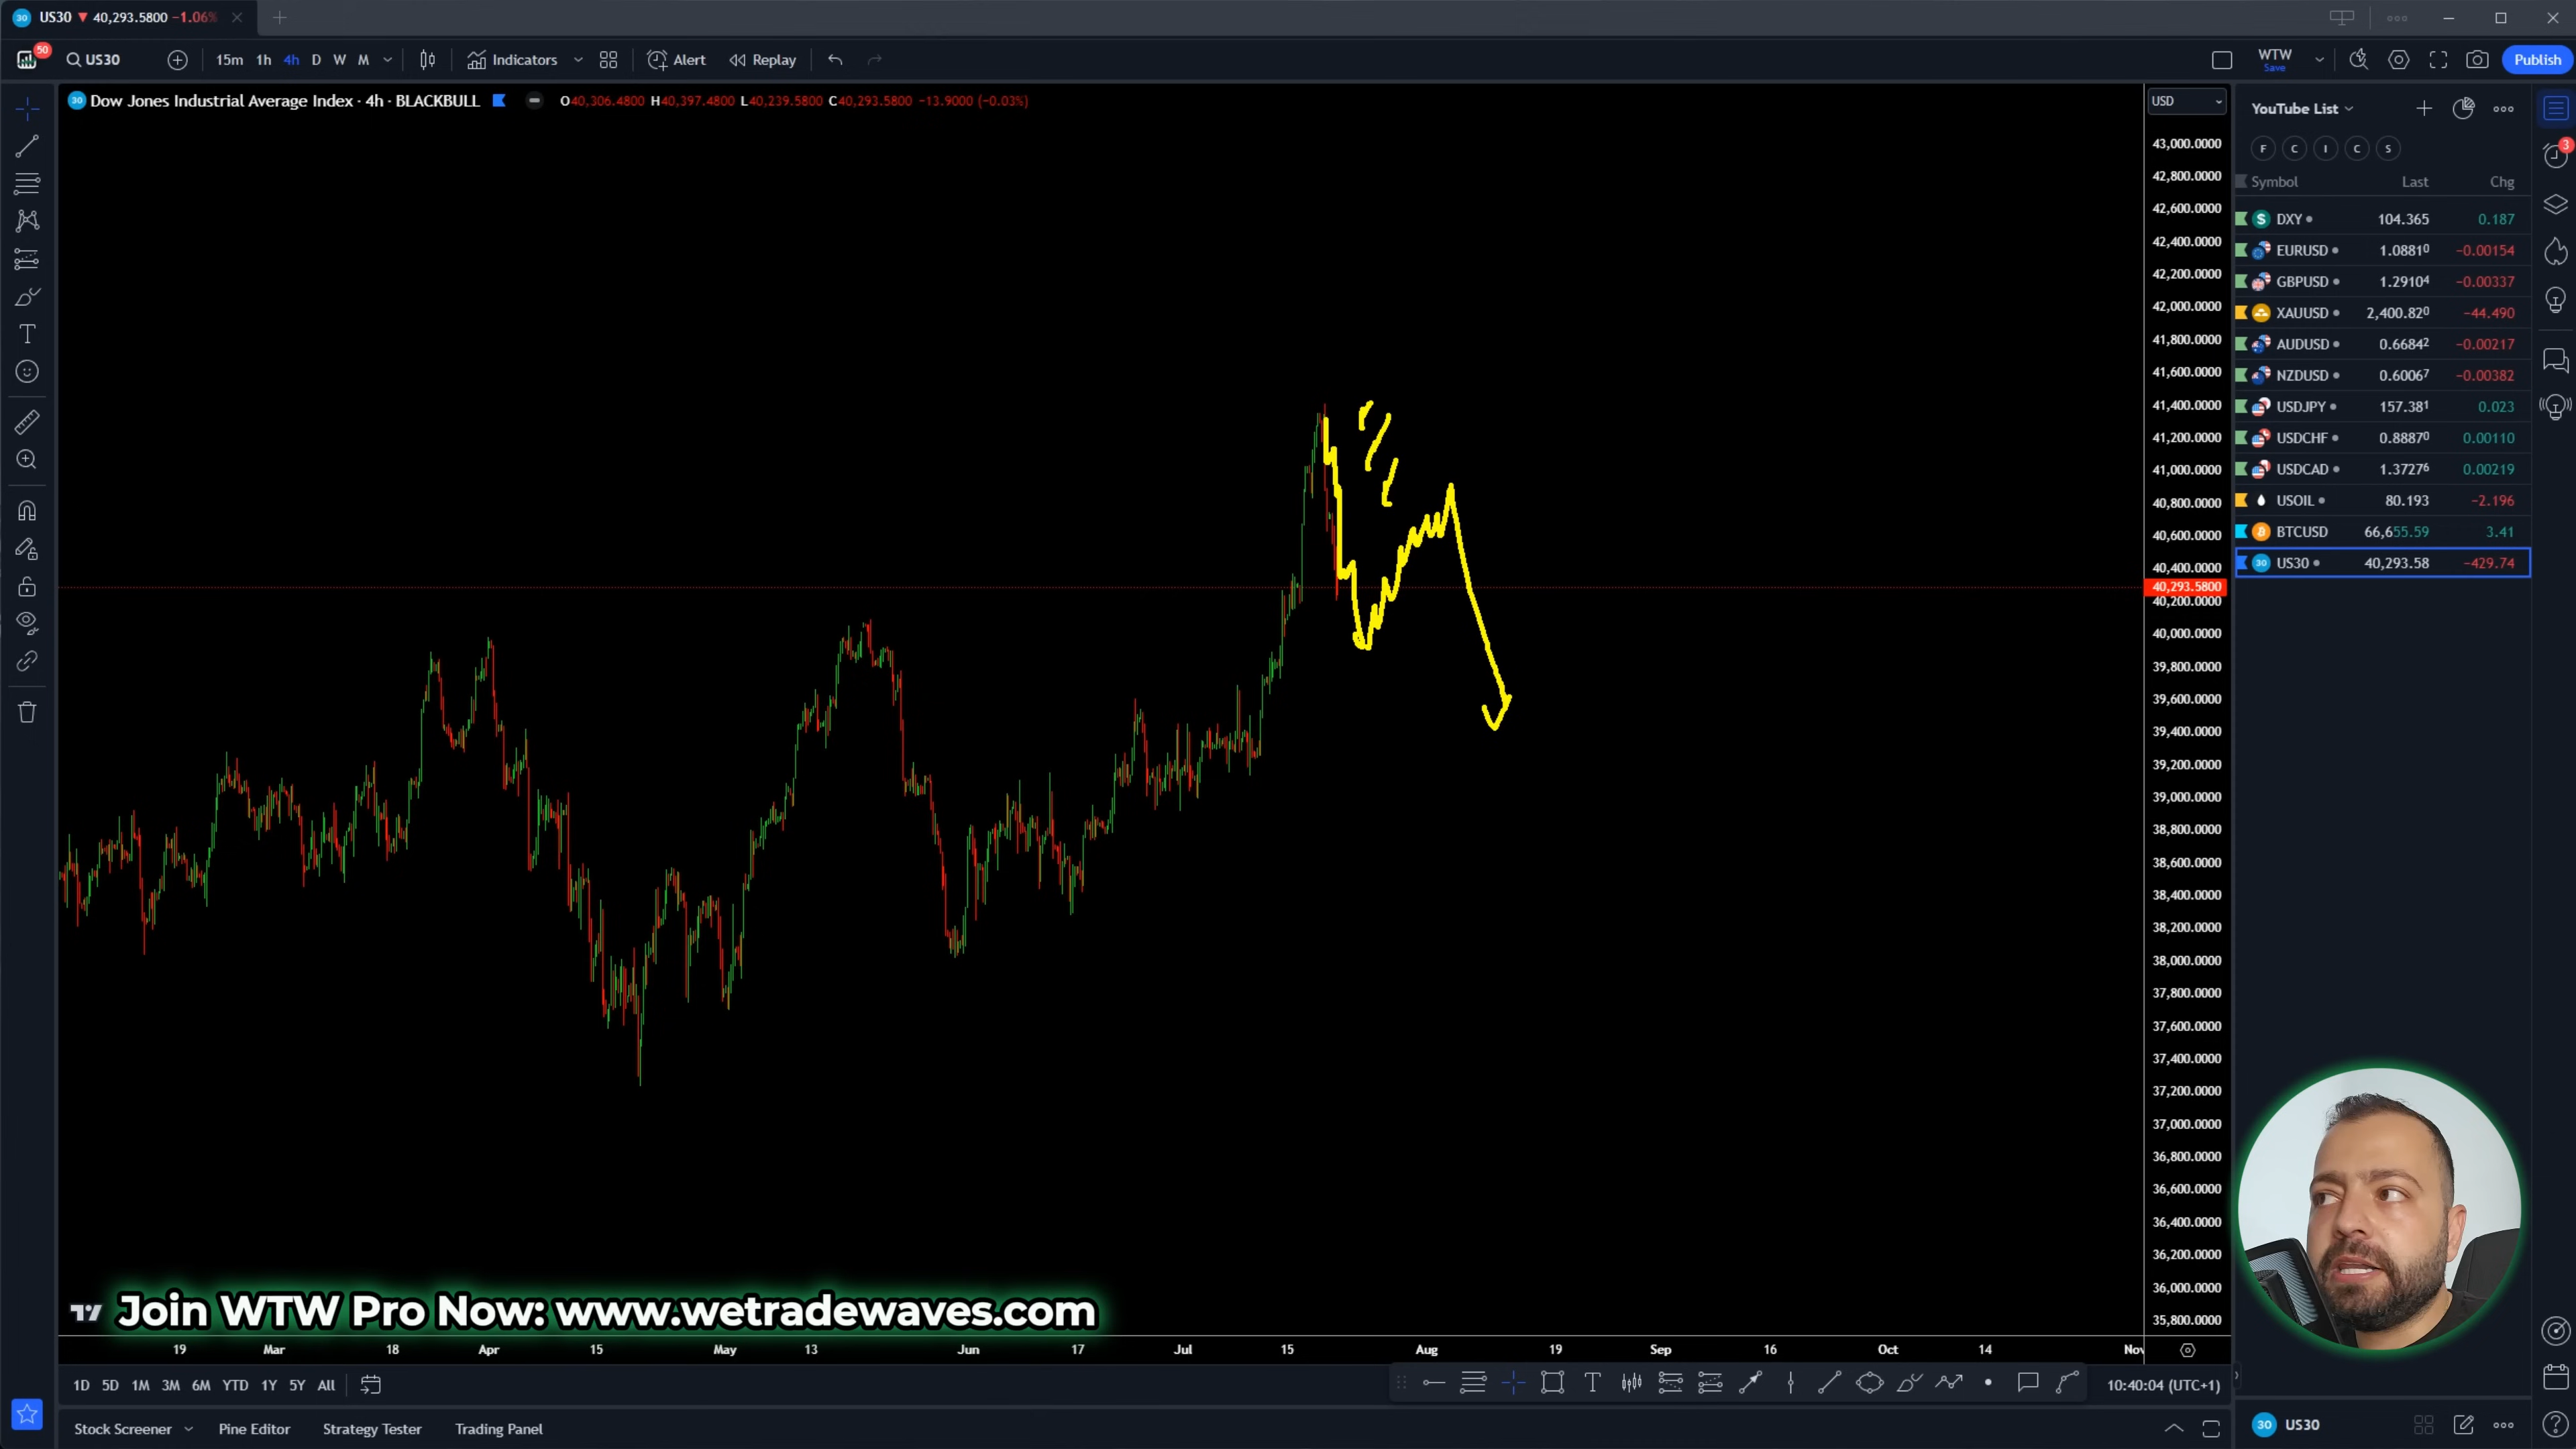 US30 ▼ 40,293.5800 −1.06%
50
US30
15m 1h 4h D W M
Indicators
Alert
Replay
WTW
Save
Publish
30 Dow Jones Industrial Average Index · 4h · BLACKBULL
O40,306.4800 H40,397.4800 L40,239.5800 C40,293.5800 −13.9000 (−0.03%)
USD
43,000.0000
42,800.0000
42,600.0000
42,400.0000
42,200.0000
42,000.0000
41,800.0000
41,600.0000
41,400.0000
41,200.0000
41,000.0000
40,800.0000
40,600.0000
40,400.0000
40,293.5800
40,200.0000
40,000.0000
39,800.0000
39,600.0000
39,400.0000
39,200.0000
39,000.0000
38,800.0000
38,600.0000
38,400.0000
38,200.0000
38,000.0000
37,800.0000
37,600.0000
37,400.0000
37,200.0000
37,000.0000
36,800.0000
36,600.0000
36,400.0000
36,200.0000
36,000.0000
35,800.0000
YouTube List
F C I C S
Symbol Last Chg
DXY 104.365 0.187
EURUSD 1.08810 −0.00154
GBPUSD 1.29104 −0.00337
XAUUSD 2,400.820 −44.490
AUDUSD 0.66842 −0.00217
NZDUSD 0.60067 −0.00382
USDJPY 157.381 0.023
USDCHF 0.88870 0.00110
USDCAD 1.37276 0.00219
USOIL 80.193 −2.196
BTCUSD 66,655.59 3.41
30 US30 40,293.58 −429.74
3
Join WTW Pro Now: www.wetradewaves.com
19 Mar 18 Apr 15 May 13 Jun 17 Jul 15 Aug 19 Sep 16 Oct 14 Nov
1D 5D 1M 3M 6M YTD 1Y 5Y All
10:40:04 (UTC+1)
Stock Screener Pine Editor Strategy Tester Trading Panel
30 US30